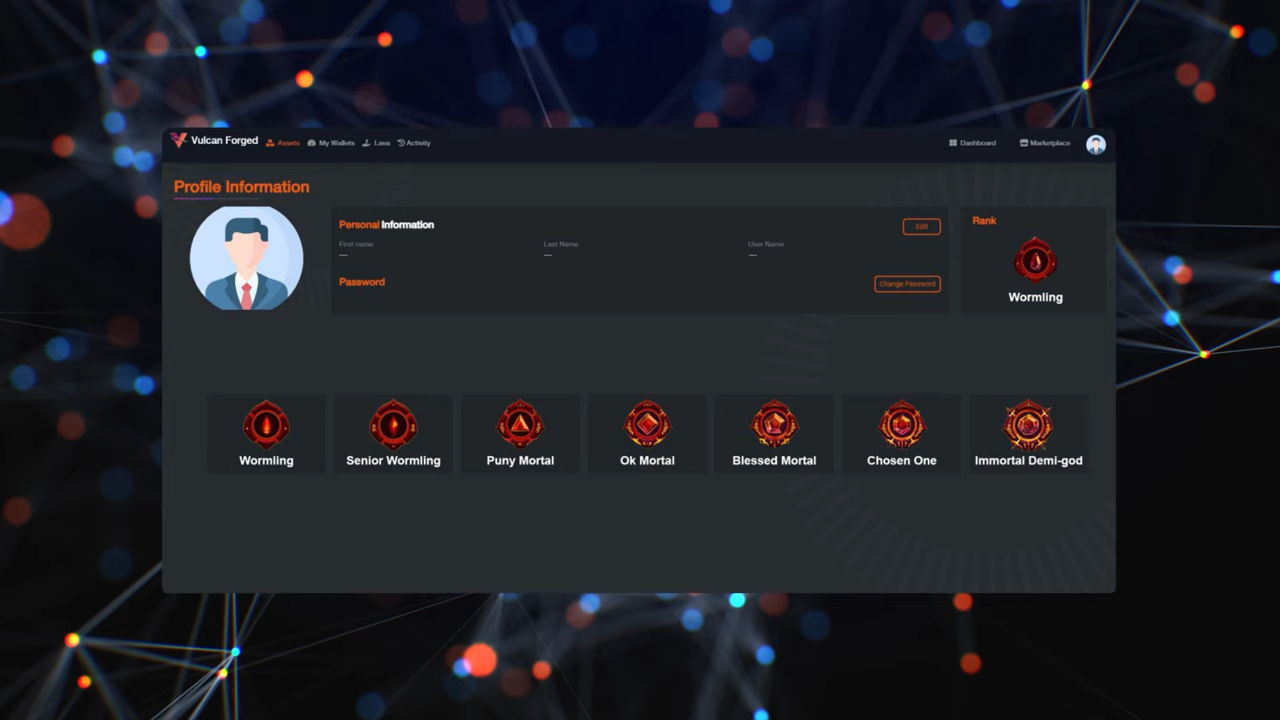 Vulcan Forged Assets My Wallets Lava Activity Dashboard Marketplace
Profile Information
Personal Information
Edit
First name Last Name User Name
--- --- ---
Password
Change Password
Rank
Wormling
Wormling Senior Wormling Puny Mortal Ok Mortal Blessed Mortal Chosen One Immortal Demi-god